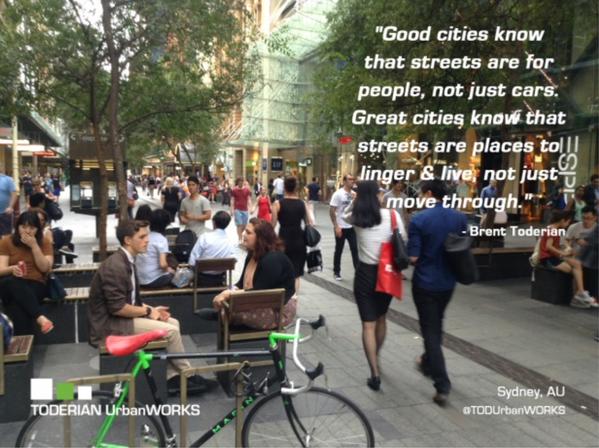 "Good cities know
that streets are for
people, not just cars.
Great cities know that
streets are places to
linger & live, not just
move through."
- Brent Toderian
Sydney, AU
@TODUrbanWORKS
TODERIAN UrbanWORKS
MARIN